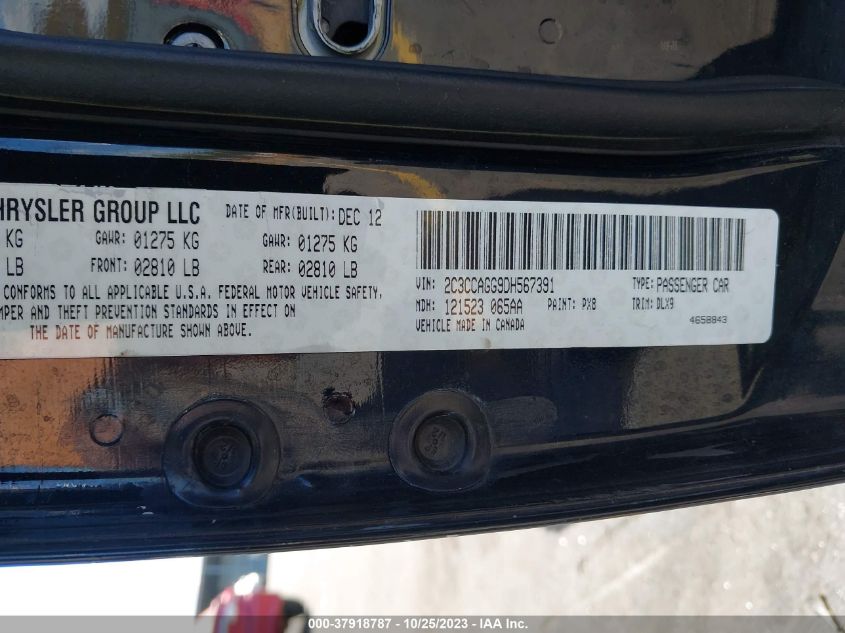 HRYSLER GROUP LLC DATE OF MFR(BUILT): DEC 12
KG GAWR: 01275 KG GAWR: 01275 KG
LB FRONT: 02810 LB REAR: 02810 LB
CONFORMS TO ALL APPLICABLE U.S.A. FEDERAL MOTOR VEHICLE SAFETY,
MPER AND THEFT PREVENTION STANDARDS IN EFFECT ON
THE DATE OF MANUFACTURE SHOWN ABOVE.
VIN: 2C3CCAGG9DH567391 TYPE: PASSENGER CAR
MDH: 121523 065AA PAINT: PX8 TRIM: DLX9
VEHICLE MADE IN CANADA 4658843
000-37918787 - 10/25/2023 - IAA Inc.